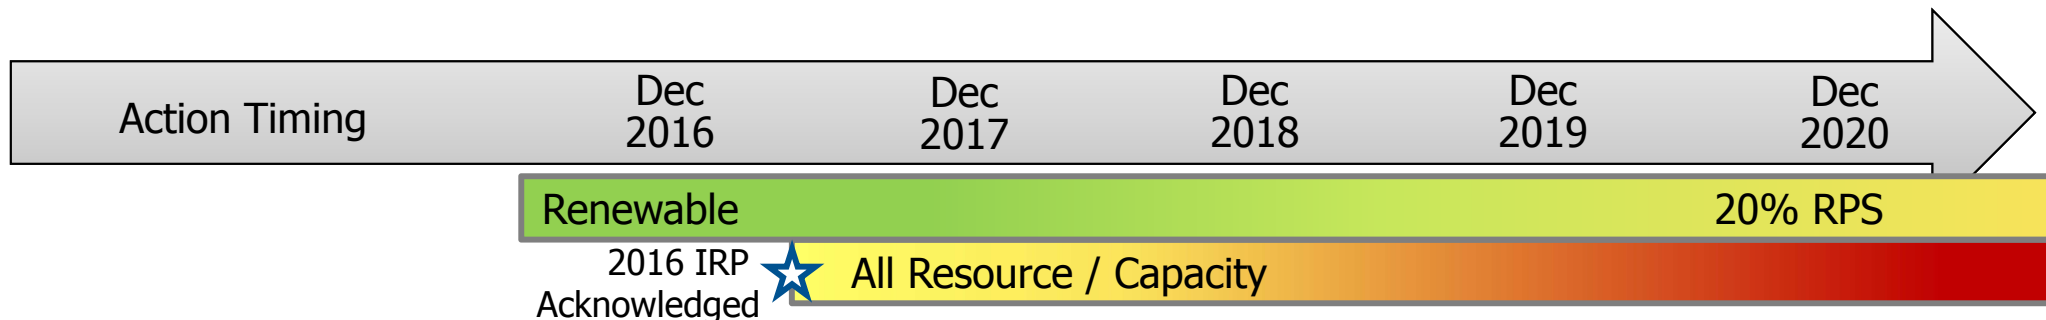 Action Timing
Dec
2016
Dec
2017
Dec
2018
Dec
2019
Dec
2020
Renewable
20% RPS
2016 IRP
Acknowledged
All Resource / Capacity